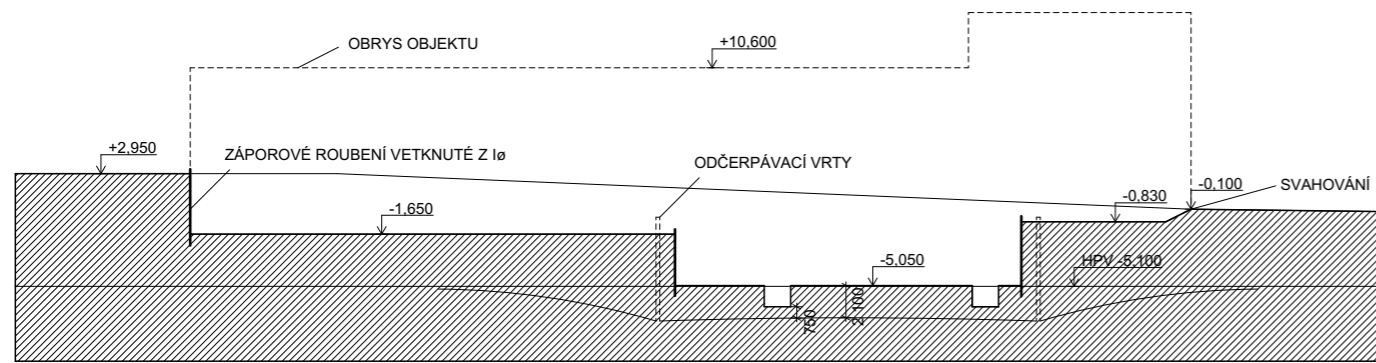 OBRYS OBJEKTU
+10,600
+2,950
ZÁPOROVÉ ROUBENÍ VETKNUTÉ Z Iø
ODČERPÁVACÍ VRTY
-0,100
SVAHOVÁNÍ
-0,830
-1,650
-5,050
HPV -5,100
750
2 100